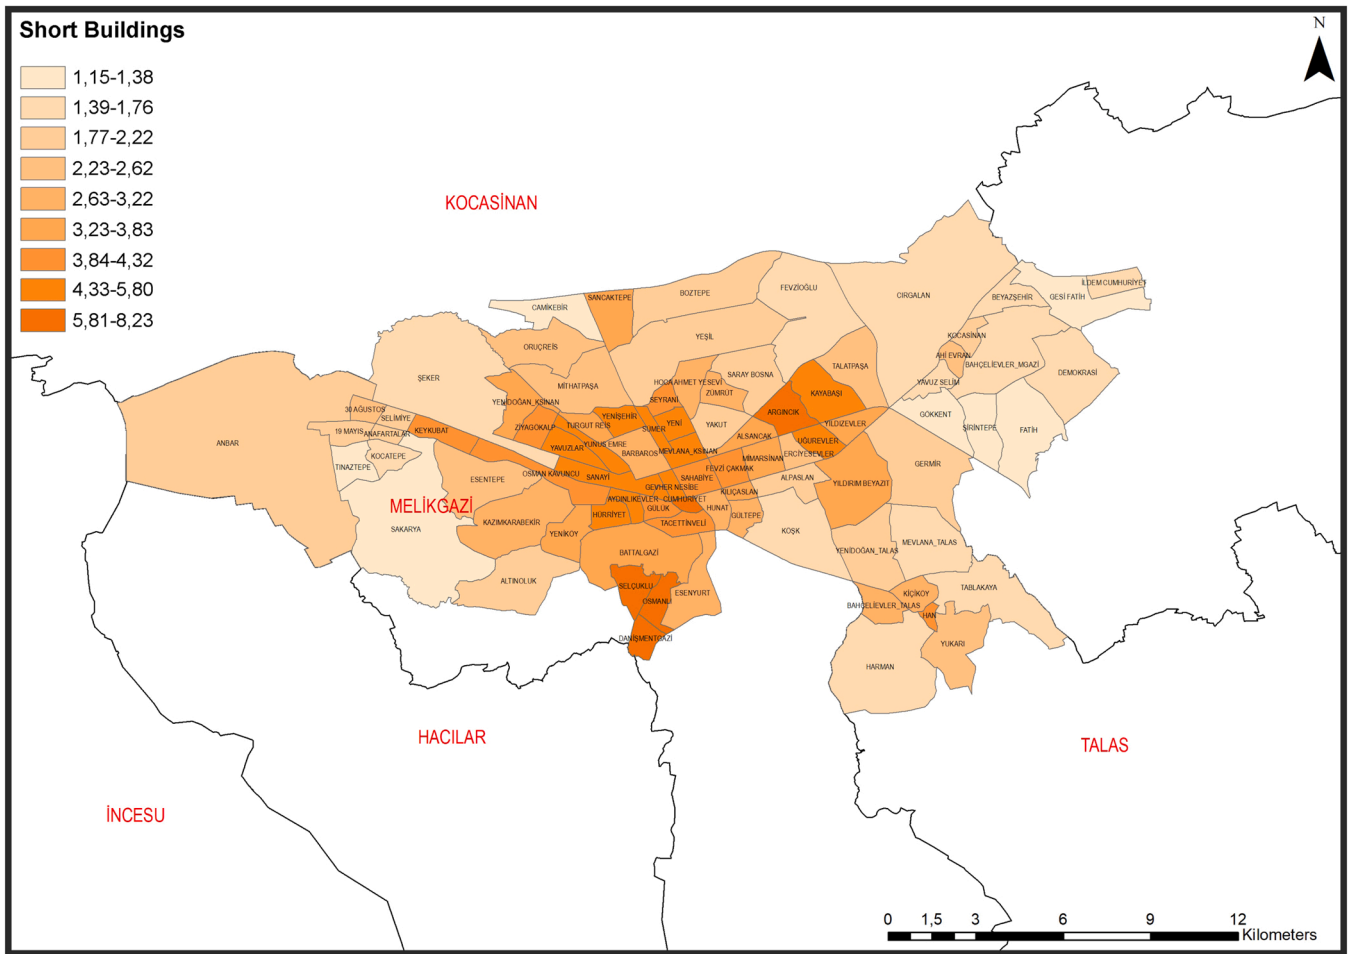 Short Buildings
N
1,15-1,38
1,39-1,76
1,77-2,22
2,23-2,62
2,63-3,22
3,23-3,83
3,84-4,32
4,33-5,80
5,81-8,23
KOCASİNAN
İLDEM CUMHURİYET
FEVZİOĞLU
BOZTEPE
CIRGALAN
BEYAZŞEHİR
GESİ FATİH
SANCAKTEPE
CAMİKEBİR
YEŞİL
KOCASİNAN
ORUÇREİS
AHİ EVRAN
BAHÇELİEVLER_MGAZİ
TALATPAŞA
DEMOKRASİ
SARAY BOSNA
ŞEKER
MİTHATPAŞA
HOCA AHMET YESEVİ
YAVUZ SELİM
ZÜMRÜT
KAYABAŞI
YENİDOĞAN_KSİNAN
SEYRANİ
30 AĞUSTOS
SELİMİYE
ARGINCIK
GÖKKENT
YENİŞEHİR
YENİ
YAKUT
YILDIZEVLER
ZİYAGOKALP
TURGUT REİS
SÜMER
ŞİRİNTEPE
FATİH
19 MAYIS
ANAFARTALAR
KEYKUBAT
ALSANCAK
UĞUREVLER
ANBAR
YAVUZLAR
YUNUS EMRE
BARBAROS
MEVLANA_KSİNAN
ERCİYESEVLER
KOCATEPE
MİMARSİNAN
GERMİR
TINAZTEPE
FEVZİ ÇAKMAK
OSMAN KAVUNCU
SANAYİ
SAHABİYE
ALPASLAN
ESENTEPE
YILDIRIM BEYAZIT
GEVHER NESİBE
KILIÇASLAN
AYDINLIKEVLER
CUMHURİYET
MELİKGAZİ
GÜLÜK
HUNAT
GÜLTEPE
HÜRRİYET
KAZIMKARABEKİR
TACETTİNVELİ
SAKARYA
KOŞK
YENİKOY
MEVLANA_TALAS
BATTALGAZİ
YENİDOĞAN_TALAS
ALTINOLUK
SELÇUKLU
TABLAKAYA
ESENYURT
KİÇİKOY
OSMANLI
BAHÇELİEVLER_TALAS
HAN
DANİŞMENTGAZİ
YUKARI
HARMAN
HACILAR
TALAS
İNCESU
0 1,5 3 6 9 12
Kilometers